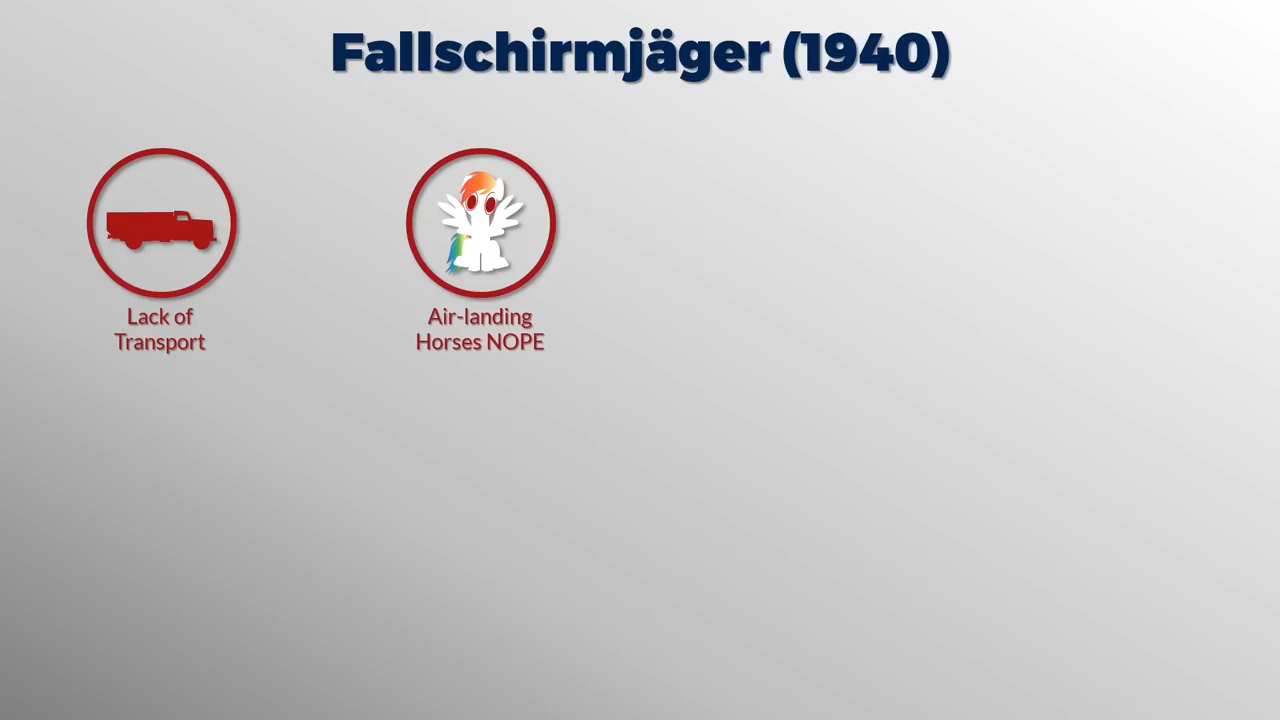 Fallschirmjäger (1940)
Lack of
Transport
Air-landing
Horses NOPE